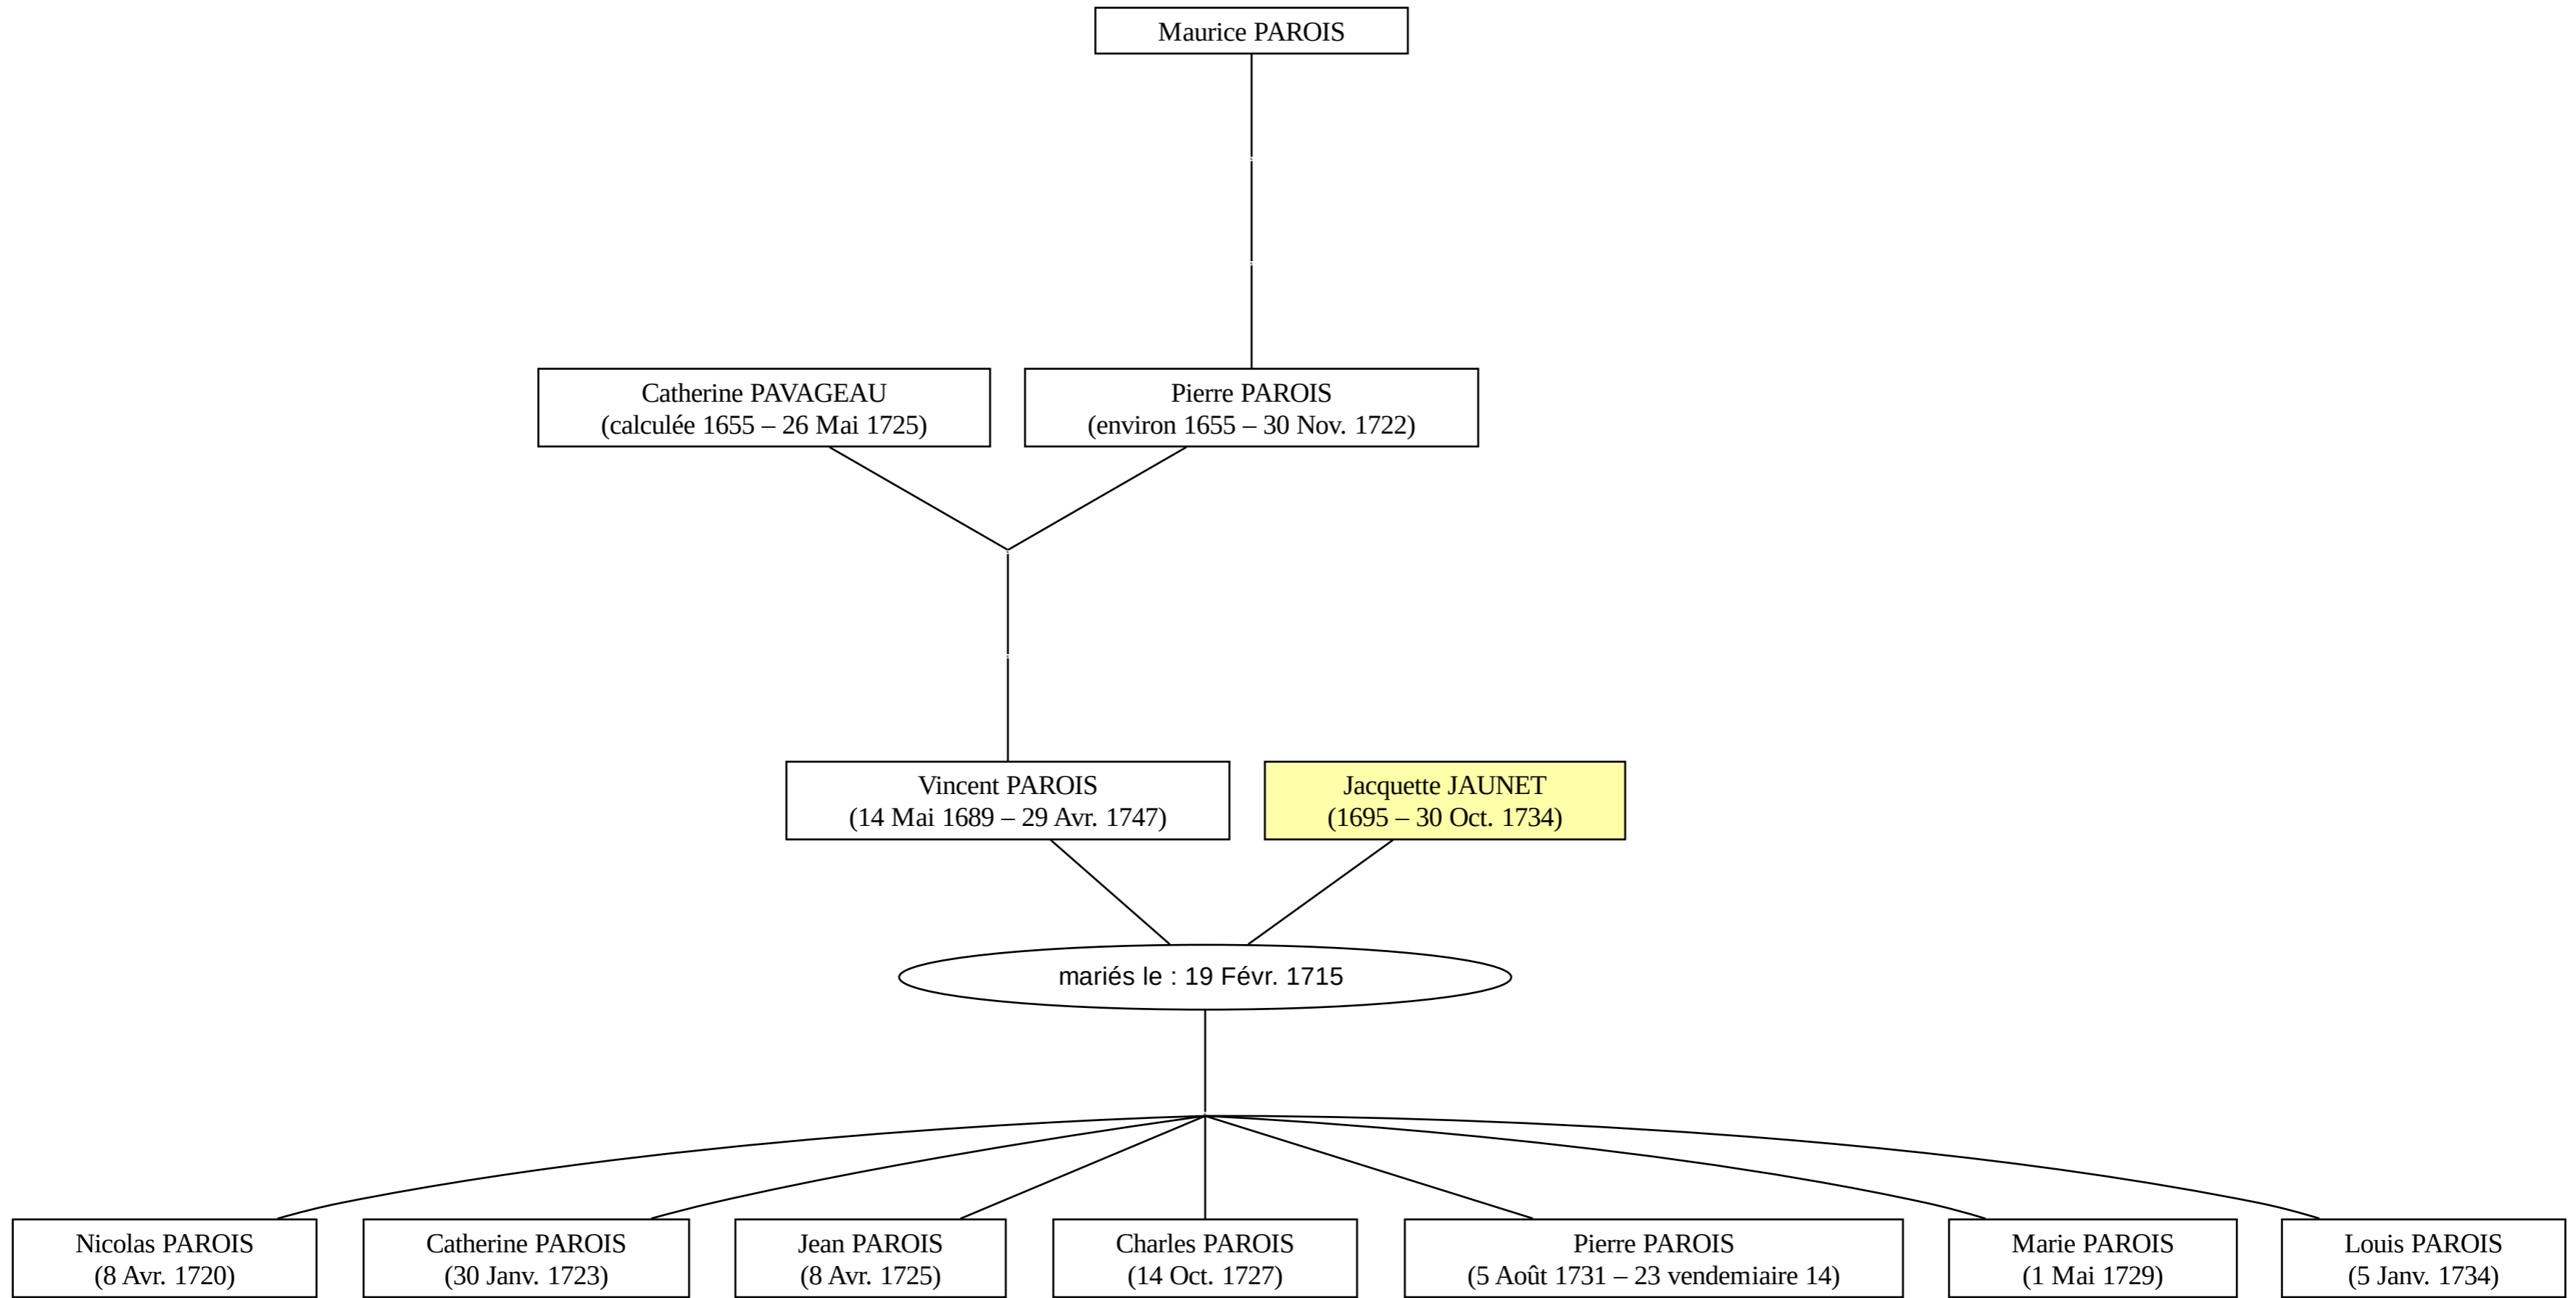 Maurice PAROIS
Catherine PAVAGEAU
(calculée 1655 – 26 Mai 1725)
Pierre PAROIS
(environ 1655 – 30 Nov. 1722)
Vincent PAROIS
(14 Mai 1689 – 29 Avr. 1747)
Jacquette JAUNET
(1695 – 30 Oct. 1734)
mariés le : 19 Févr. 1715
Nicolas PAROIS
(8 Avr. 1720)
Catherine PAROIS
(30 Janv. 1723)
Jean PAROIS
(8 Avr. 1725)
Charles PAROIS
(14 Oct. 1727)
Pierre PAROIS
(5 Août 1731 – 23 vendemiaire 14)
Marie PAROIS
(1 Mai 1729)
Louis PAROIS
(5 Janv. 1734)